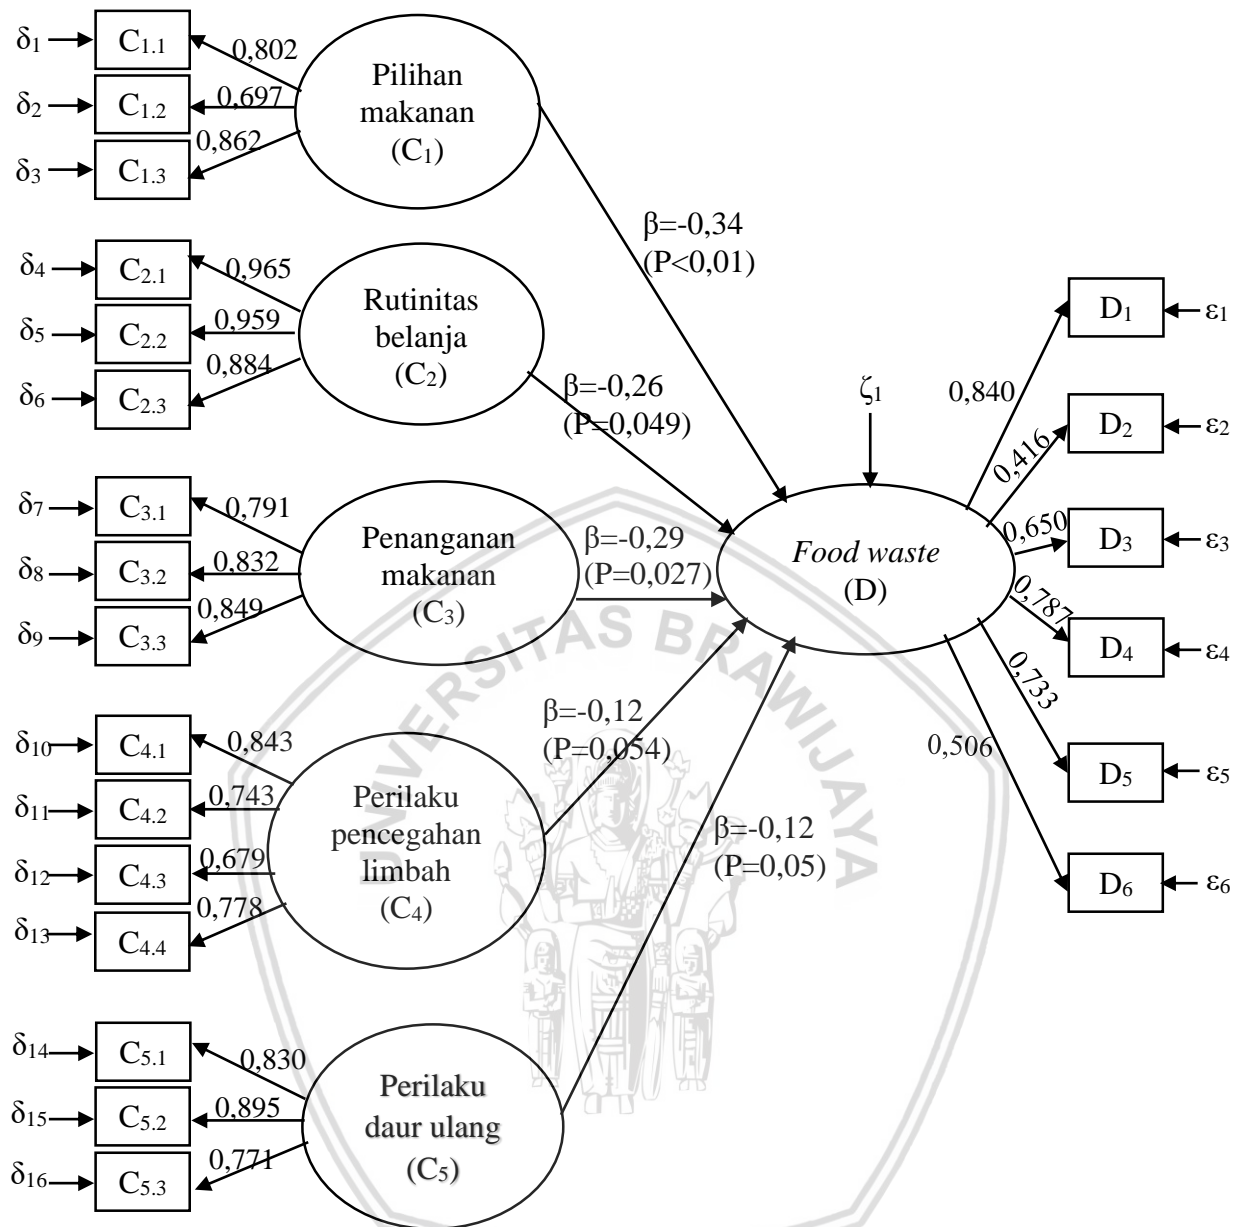 δ1
C1.1
0,802
δ2
C1.2
0,697
δ3
C1.3
0,862
Pilihan
makanan
(C1)
β=-0,34
(P<0,01)
δ4
C2.1
0,965
δ5
C2.2
0,959
δ6
C2.3
0,884
Rutinitas
belanja
(C2)
β=-0,26
(P=0,049)
δ7
C3.1
0,791
δ8
C3.2
0,832
δ9
C3.3
0,849
Penanganan
makanan
(C3)
β=-0,29
(P=0,027)
δ10
C4.1
0,843
δ11
C4.2
0,743
δ12
C4.3
0,679
δ13
C4.4
0,778
Perilaku
pencegahan
limbah
(C4)
β=-0,12
(P=0,054)
δ14
C5.1
0,830
δ15
C5.2
0,895
δ16
C5.3
0,771
Perilaku
daur ulang
(C5)
β=-0,12
(P=0,05)
ζ1
Food waste
(D)
0,840
D1
ε1
0,416
D2
ε2
0,650
D3
ε3
0,787
D4
ε4
0,733
D5
ε5
0,506
D6
ε6
UNIVERSITAS BRAWIJAYA